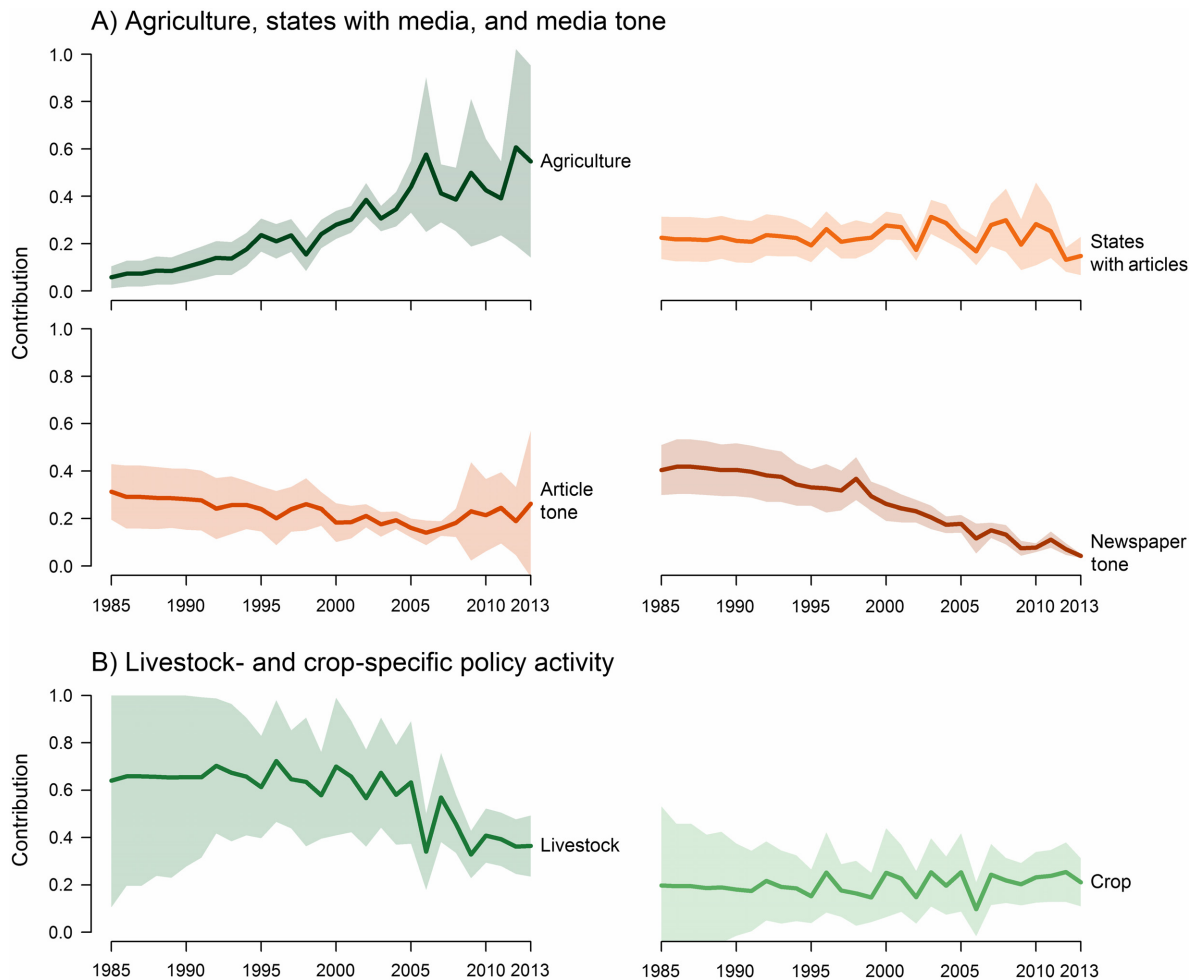 A) Agriculture, states with media, and media tone
Contribution
1.0
0.8
0.6
0.4
0.2
0.0
Agriculture
States
with articles
1.0
0.8
0.6
0.4
0.2
0.0
Article
tone
Newspaper
tone
1985 1990 1995 2000 2005 2010 2013
1985 1990 1995 2000 2005 2010 2013
B) Livestock- and crop-specific policy activity
Contribution
1.0
0.8
0.6
0.4
0.2
0.0
Livestock
Crop
1985 1990 1995 2000 2005 2010 2013
1985 1990 1995 2000 2005 2010 2013